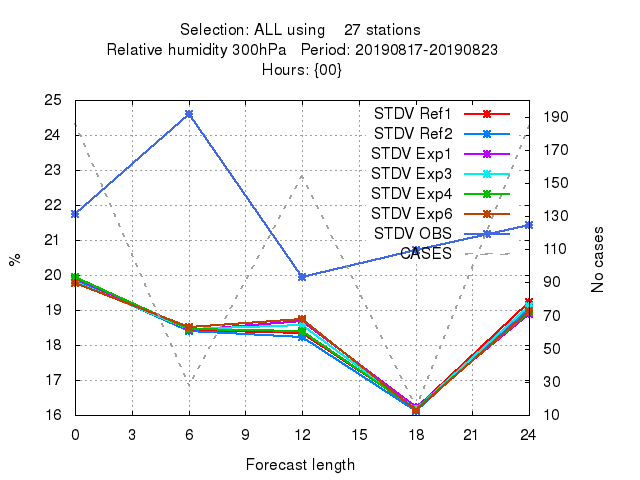 Selection: ALL using    27 stations
Relative humidity 300hPa   Period: 20190817-20190823
Hours: {00}
25
24
23
22
21
20
19
18
17
16
%
STDV Ref1
STDV Ref2
STDV Exp1
STDV Exp3
STDV Exp4
STDV Exp6
STDV OBS
CASES
190
170
150
130
110
90
70
50
30
10
No cases
0 3 6 9 12 15 18 21 24
Forecast length